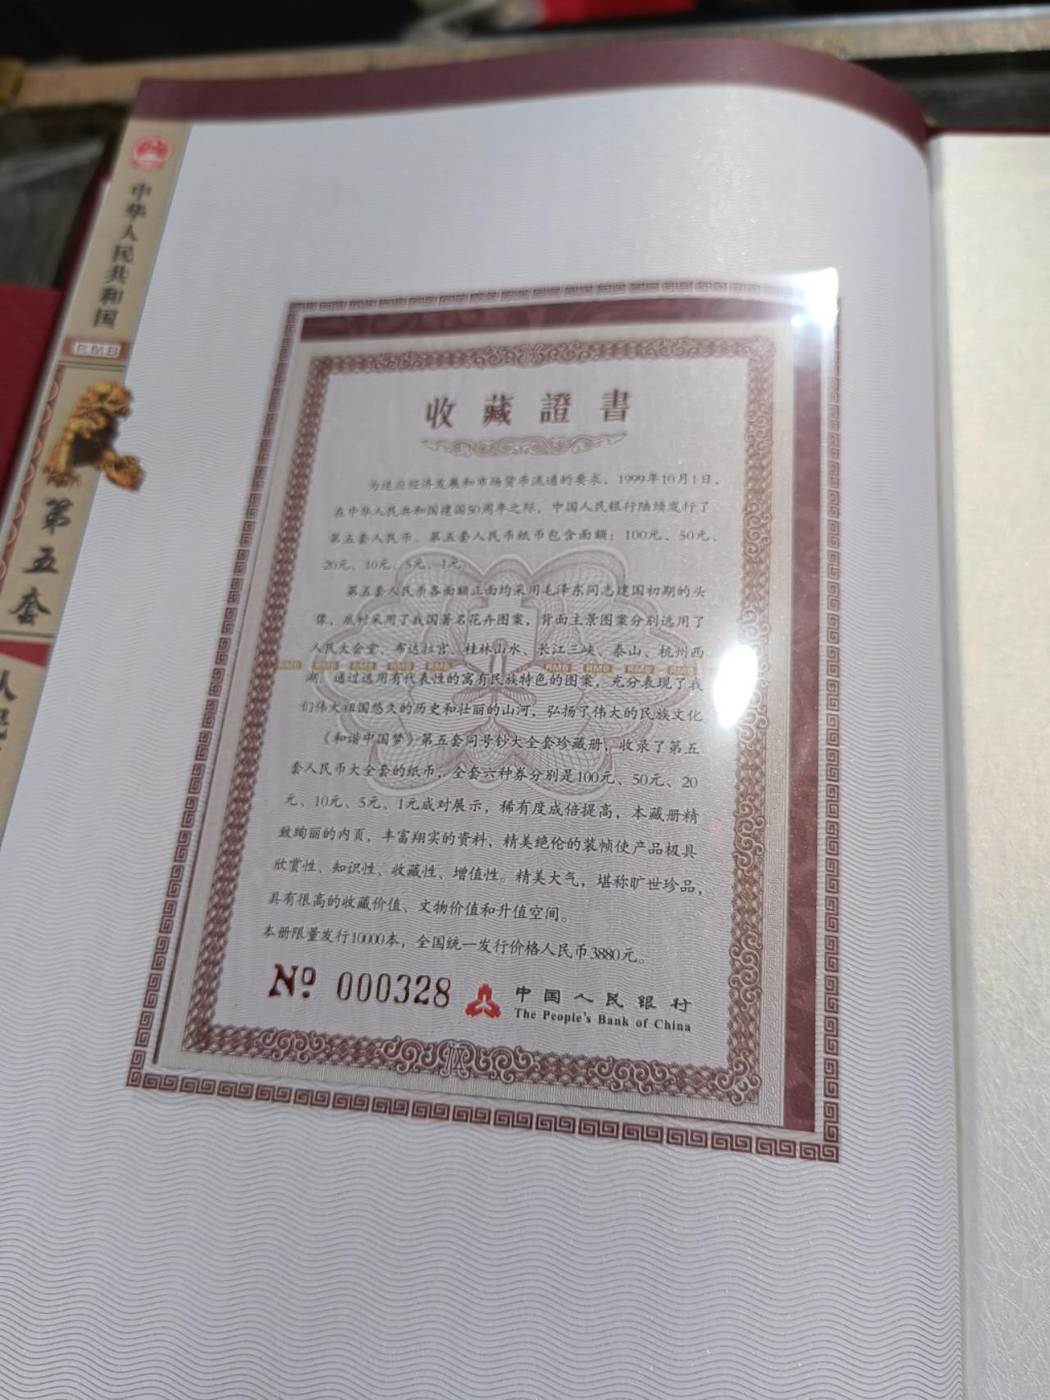 中华人民共和国
第五套
收藏證書
为适应经济发展和市场货币流通的要求，1999年10月1日，
在中华人民共和国建国50周年之际，中国人民银行陆续发行了
第五套人民币。第五套人民币纸币包含面额：100元、50元、
20元、10元、5元、1元。
第五套人民币各面额正面均采用毛泽东同志建国初期的头
像，底衬采用了我国著名花卉图案，背面主景图案分别选用了
人民大会堂、布达拉宫、桂林山水、长江三峡、泰山、杭州西
湖。通过选用有代表性的寓有民族特色的图案，充分表现了我
们伟大祖国悠久的历史和壮丽的山河，弘扬了伟大的民族文化
《和谐中国梦》第五套同号钞大全套珍藏册，收录了第五
套人民币大全套的纸币，全套六种券分别是100元、50元、20
元、10元、5元、1元成对展示，稀有度成倍提高，本藏册精
致绚丽的内页，丰富翔实的资料，精美绝伦的装帧使产品极具
欣赏性、知识性、收藏性、增值性。精美大气，堪称旷世珍品，
具有很高的收藏价值、文物价值和升值空间。
本册限量发行10000本，全国统一发行价格人民币3880元。
Nº 000328
中国人民银行
The People's Bank of China
RMB RMB RMB RMB RMB RMB RMB RMB RMB